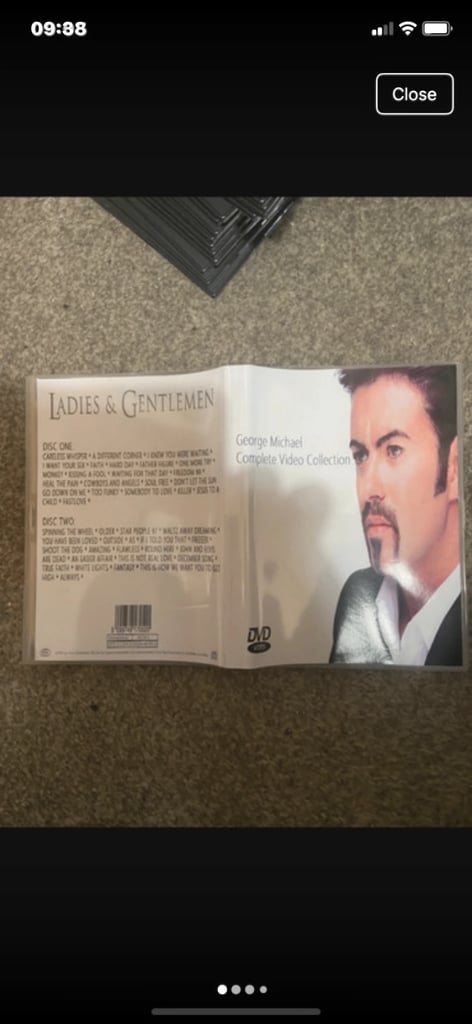 09:38
Close
LADIES & GENTLEMEN
DISC ONE
CARELESS WHISPER * A DIFFERENT CORNER * I KNEW YOU WERE WAITING *
I WANT YOUR SEX * FAITH * HARD DAY * FATHER FIGURE * ONE MORE TRY *
MONKEY * KISSING A FOOL * WAITING FOR THAT DAY * FREEDOM 90 *
HEAL THE PAIN * COWBOYS AND ANGELS * SOUL FREE * DON'T LET THE SUN
GO DOWN ON ME * TOO FUNKY * SOMEBODY TO LOVE * KILLER * JESUS TO A
CHILD * FASTLOVE *
DISC TWO
SPINNING THE WHEEL * OLDER * STAR PEOPLE 97 * WALTZ AWAY DREAMING *
YOU HAVE BEEN LOVED * OUTSIDE * AS * IF I TOLD YOU THAT * FREEEK *
SHOOT THE DOG * AMAZING * FLAWLESS * ROUND HERE * JOHN AND ELVIS
ARE DEAD * AN EASIER AFFAIR * THIS IS NOT REAL LOVE * DECEMBER SONG *
TRUE FAITH * WHITE LIGHTS * FANTASY * THIS IS HOW WE WANT YOU TO GET
HIGH * ALWAYS *
George Michael
Complete Video Collection
DVD
VIDEO